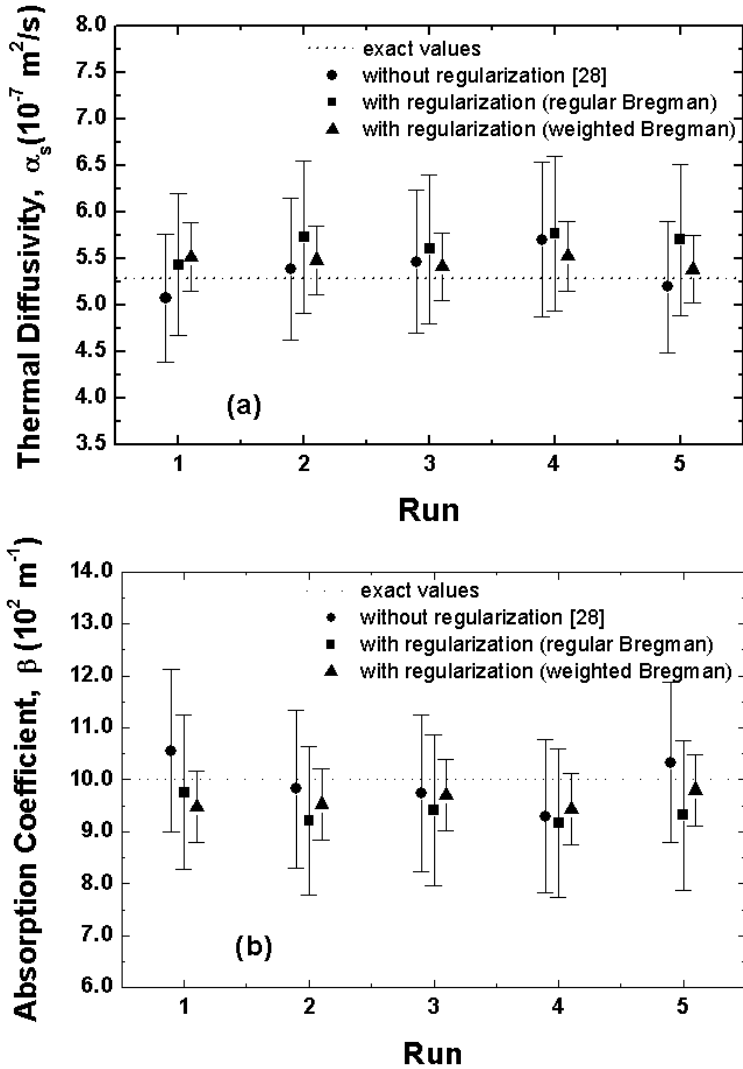 8.0
7.5
7.0
6.5
6.0
5.5
5.0
4.5
4.0
3.5
Thermal Diffusivity, αs(10-7 m2/s)
exact values
without regularization [28]
with regularization (regular Bregman)
with regularization (weighted Bregman)
(a)
1 2 3 4 5
Run
14.0
13.0
12.0
11.0
10.0
9.0
8.0
7.0
6.0
Absorption Coefficient, β (102 m-1)
exact values
without regularization [28]
with regularization (regular Bregman)
with regularization (weighted Bregman)
(b)
1 2 3 4 5
Run